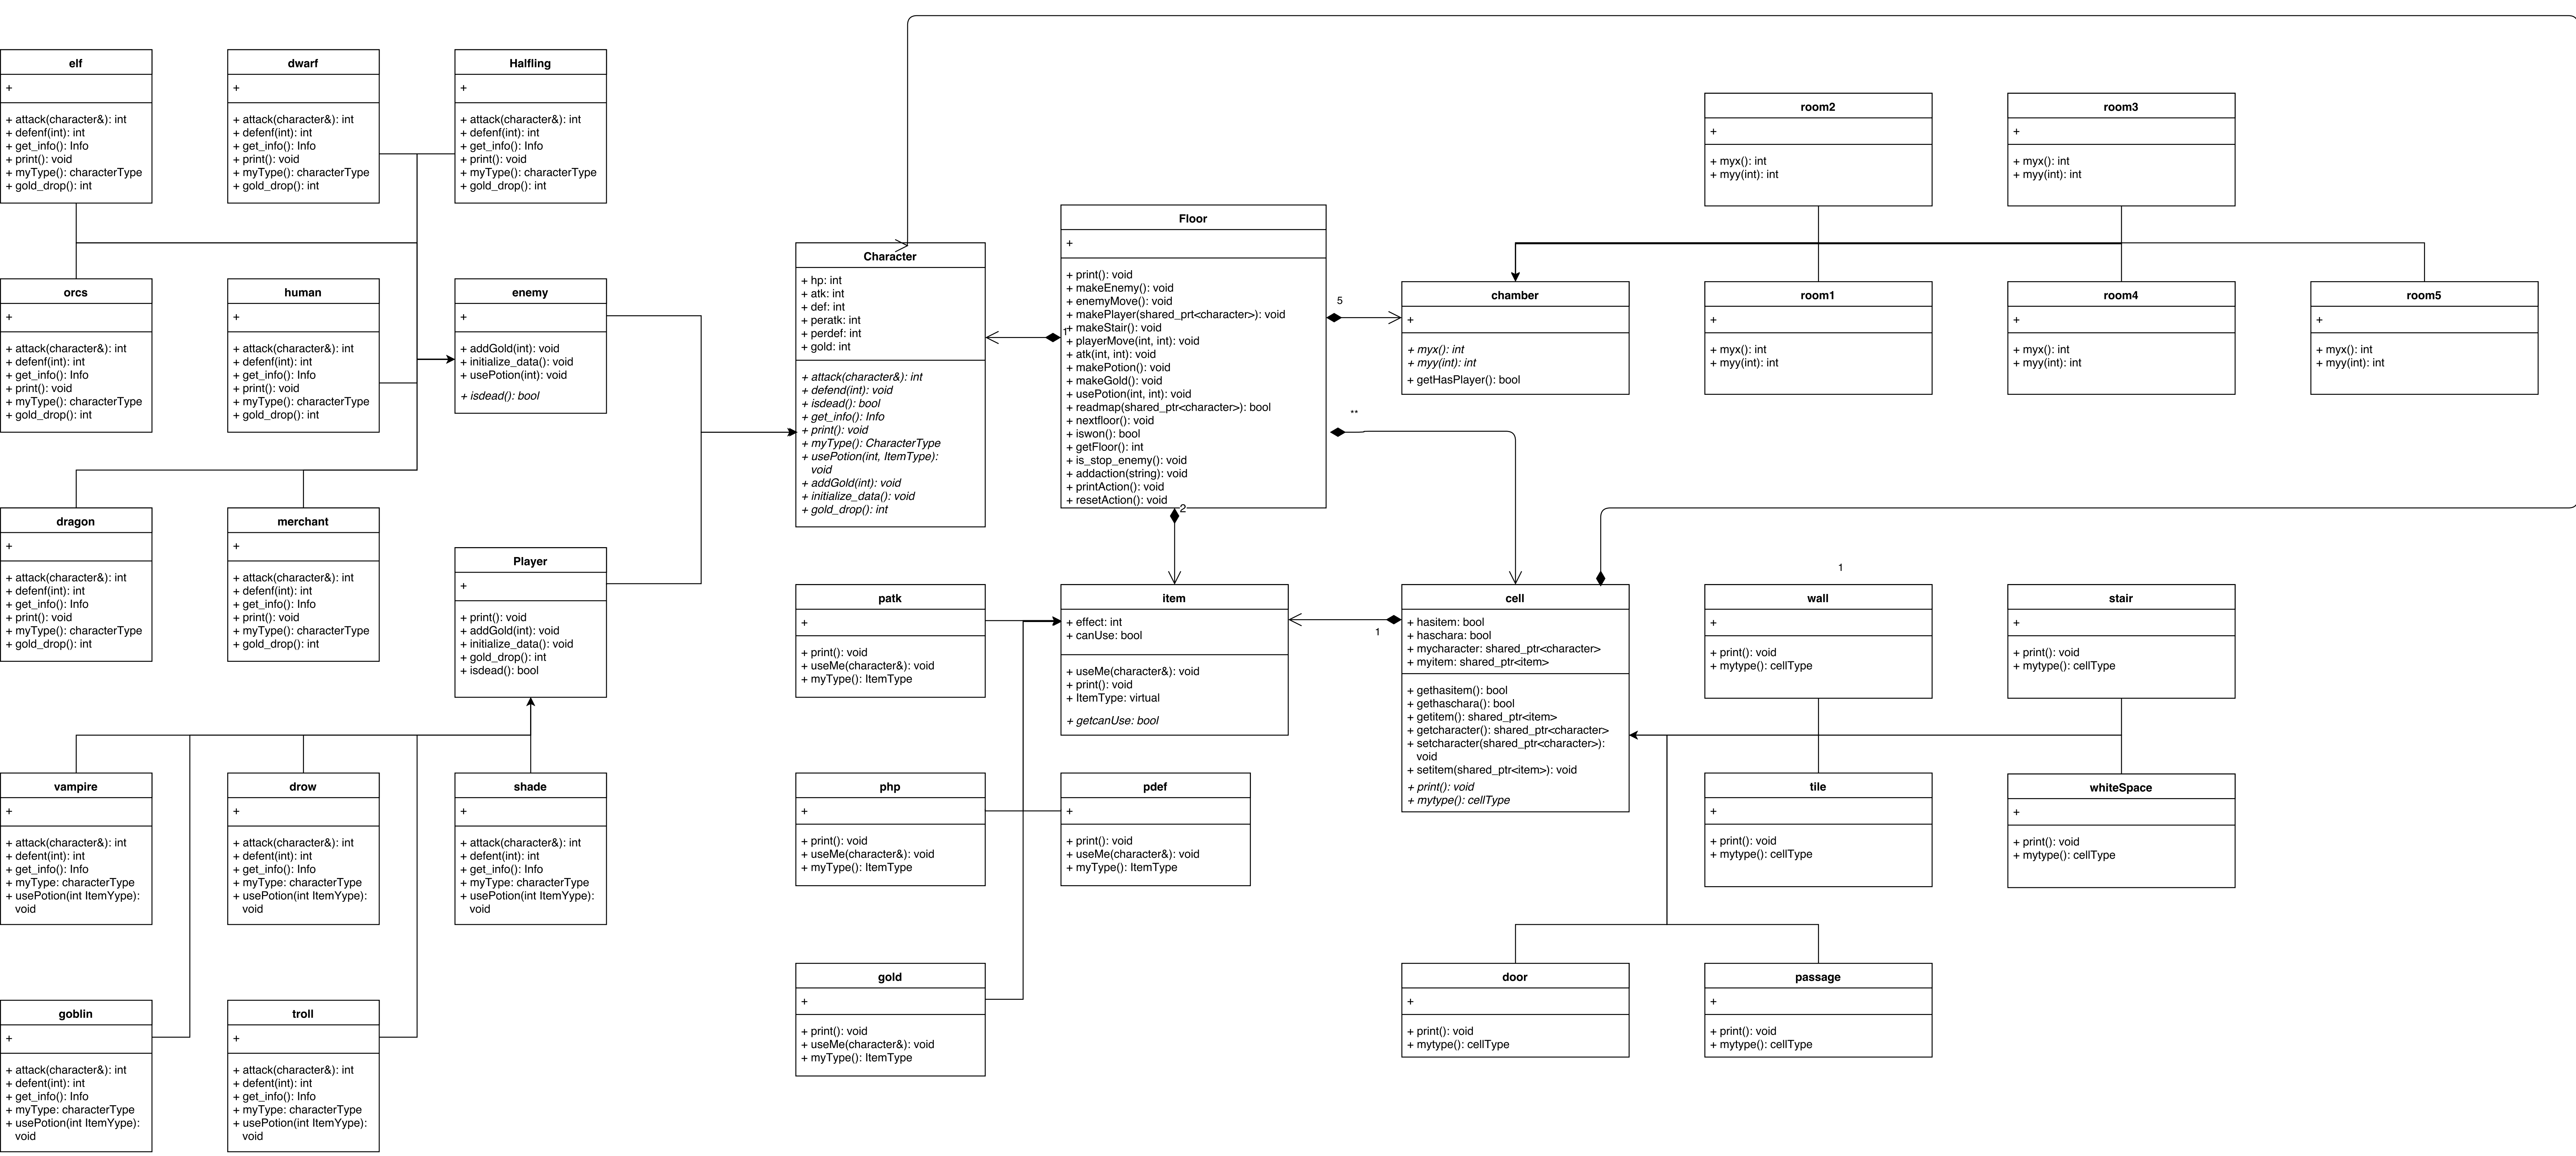 elf
+
+ attack(character&): int
+ defenf(int): int
+ get_info(): Info
+ print(): void
+ myType(): characterType
+ gold_drop(): int
dwarf
+
+ attack(character&): int
+ defenf(int): int
+ get_info(): Info
+ print(): void
+ myType(): characterType
+ gold_drop(): int
Halfling
+
+ attack(character&): int
+ defenf(int): int
+ get_info(): Info
+ print(): void
+ myType(): characterType
+ gold_drop(): int
orcs
+
+ attack(character&): int
+ defenf(int): int
+ get_info(): Info
+ print(): void
+ myType(): characterType
+ gold_drop(): int
human
+
+ attack(character&): int
+ defenf(int): int
+ get_info(): Info
+ print(): void
+ myType(): characterType
+ gold_drop(): int
enemy
+
+ addGold(int): void
+ initialize_data(): void
+ usePotion(int): void
+ isdead(): bool
dragon
+
+ attack(character&): int
+ defenf(int): int
+ get_info(): Info
+ print(): void
+ myType(): characterType
+ gold_drop(): int
merchant
+
+ attack(character&): int
+ defenf(int): int
+ get_info(): Info
+ print(): void
+ myType(): characterType
+ gold_drop(): int
Player
+
+ print(): void
+ addGold(int): void
+ initialize_data(): void
+ gold_drop(): int
+ isdead(): bool
vampire
+
+ attack(character&): int
+ defent(int): int
+ get_info(): Info
+ myType: characterType
+ usePotion(int ItemYype):
void
drow
+
+ attack(character&): int
+ defent(int): int
+ get_info(): Info
+ myType: characterType
+ usePotion(int ItemYype):
void
shade
+
+ attack(character&): int
+ defent(int): int
+ get_info(): Info
+ myType: characterType
+ usePotion(int ItemYype):
void
goblin
+
+ attack(character&): int
+ defent(int): int
+ get_info(): Info
+ myType: characterType
+ usePotion(int ItemYype):
void
troll
+
+ attack(character&): int
+ defent(int): int
+ get_info(): Info
+ myType: characterType
+ usePotion(int ItemYype):
void
Character
+ hp: int
+ atk: int
+ def: int
+ peratk: int
+ perdef: int
+ gold: int
+ attack(character&): int
+ defend(int): void
+ isdead(): bool
+ get_info(): Info
+ print(): void
+ myType(): CharacterType
+ usePotion(int, ItemType):
void
+ addGold(int): void
+ initialize_data(): void
+ gold_drop(): int
Floor
+
+ print(): void
+ makeEnemy(): void
+ enemyMove(): void
+ makePlayer(shared_prt<character>): void
+ makeStair(): void
+ playerMove(int, int): void
+ atk(int, int): void
+ makePotion(): void
+ makeGold(): void
+ usePotion(int, int): void
+ readmap(shared_ptr<character>): bool
+ nextfloor(): void
+ iswon(): bool
+ getFloor(): int
+ is_stop_enemy(): void
+ addaction(string): void
+ printAction(): void
+ resetAction(): void
1
5
**
2
chamber
+
+ myx(): int
+ myy(int): int
+ getHasPlayer(): bool
room2
+
+ myx(): int
+ myy(int): int
room3
+
+ myx(): int
+ myy(int): int
room1
+
+ myx(): int
+ myy(int): int
room4
+
+ myx(): int
+ myy(int): int
room5
+
+ myx(): int
+ myy(int): int
patk
+
+ print(): void
+ useMe(character&): void
+ myType(): ItemType
item
+ effect: int
+ canUse: bool
+ useMe(character&): void
+ print(): void
+ ItemType: virtual
+ getcanUse: bool
1
cell
+ hasitem: bool
+ haschara: bool
+ mycharacter: shared_ptr<character>
+ myitem: shared_ptr<item>
+ gethasitem(): bool
+ gethaschara(): bool
+ getitem(): shared_ptr<item>
+ getcharacter(): shared_ptr<character>
+ setcharacter(shared_ptr<character>):
void
+ setitem(shared_ptr<item>): void
+ print(): void
+ mytype(): cellType
1
wall
+
+ print(): void
+ mytype(): cellType
stair
+
+ print(): void
+ mytype(): cellType
php
+
+ print(): void
+ useMe(character&): void
+ myType(): ItemType
pdef
+
+ print(): void
+ useMe(character&): void
+ myType(): ItemType
tile
+
+ print(): void
+ mytype(): cellType
whiteSpace
+
+ print(): void
+ mytype(): cellType
gold
+
+ print(): void
+ useMe(character&): void
+ myType(): ItemType
door
+
+ print(): void
+ mytype(): cellType
passage
+
+ print(): void
+ mytype(): cellType